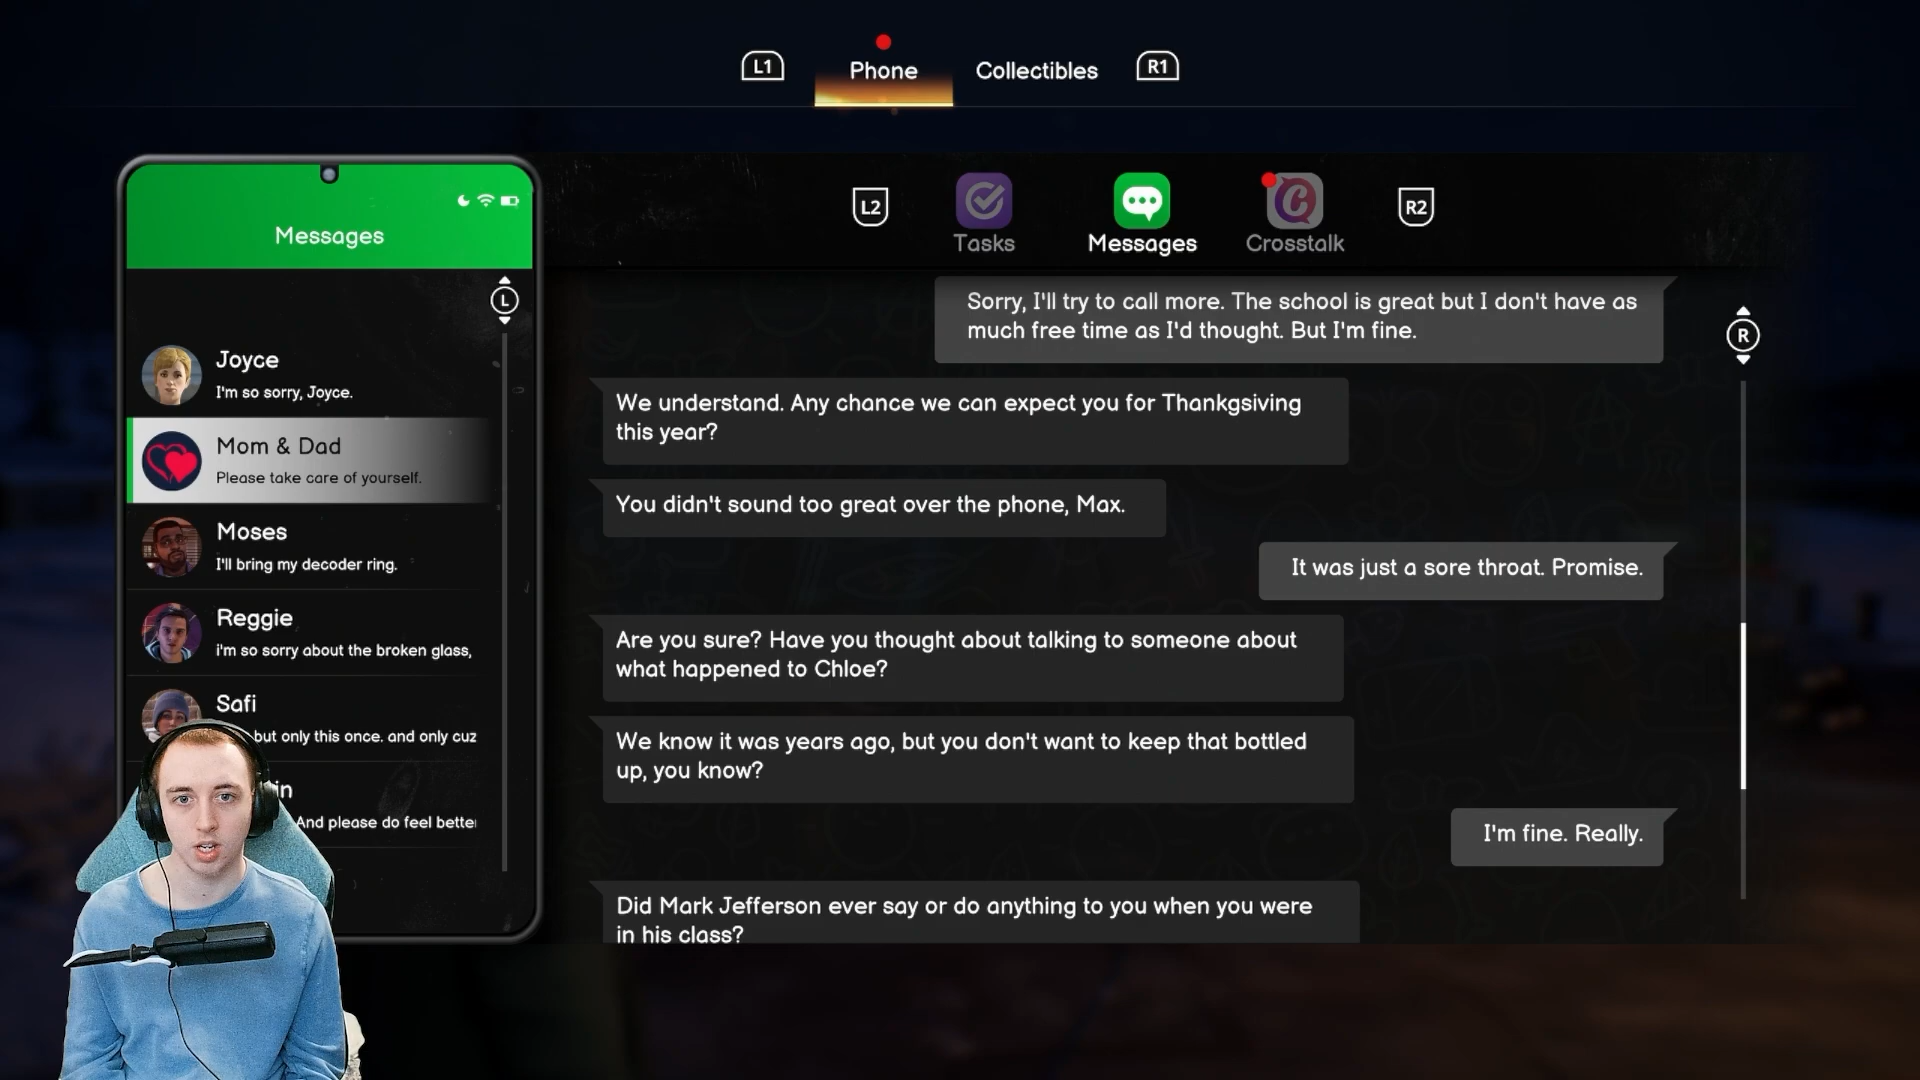 L1
Phone
Collectibles
R1
Messages
L
Joyce
I'm so sorry, Joyce.
Mom & Dad
Please take care of yourself.
Moses
I'll bring my decoder ring.
Reggie
i'm so sorry about the broken glass,
Safi
but only this once. and only cuz
in
And please do feel better
L2
Tasks
Messages
Crosstalk
R2
R
Sorry, I'll try to call more. The school is great but I don't have as
much free time as I'd thought. But I'm fine.
We understand. Any chance we can expect you for Thankgsiving
this year?
You didn't sound too great over the phone, Max.
It was just a sore throat. Promise.
Are you sure? Have you thought about talking to someone about
what happened to Chloe?
We know it was years ago, but you don't want to keep that bottled
up, you know?
I'm fine. Really.
Did Mark Jefferson ever say or do anything to you when you were
in his class?